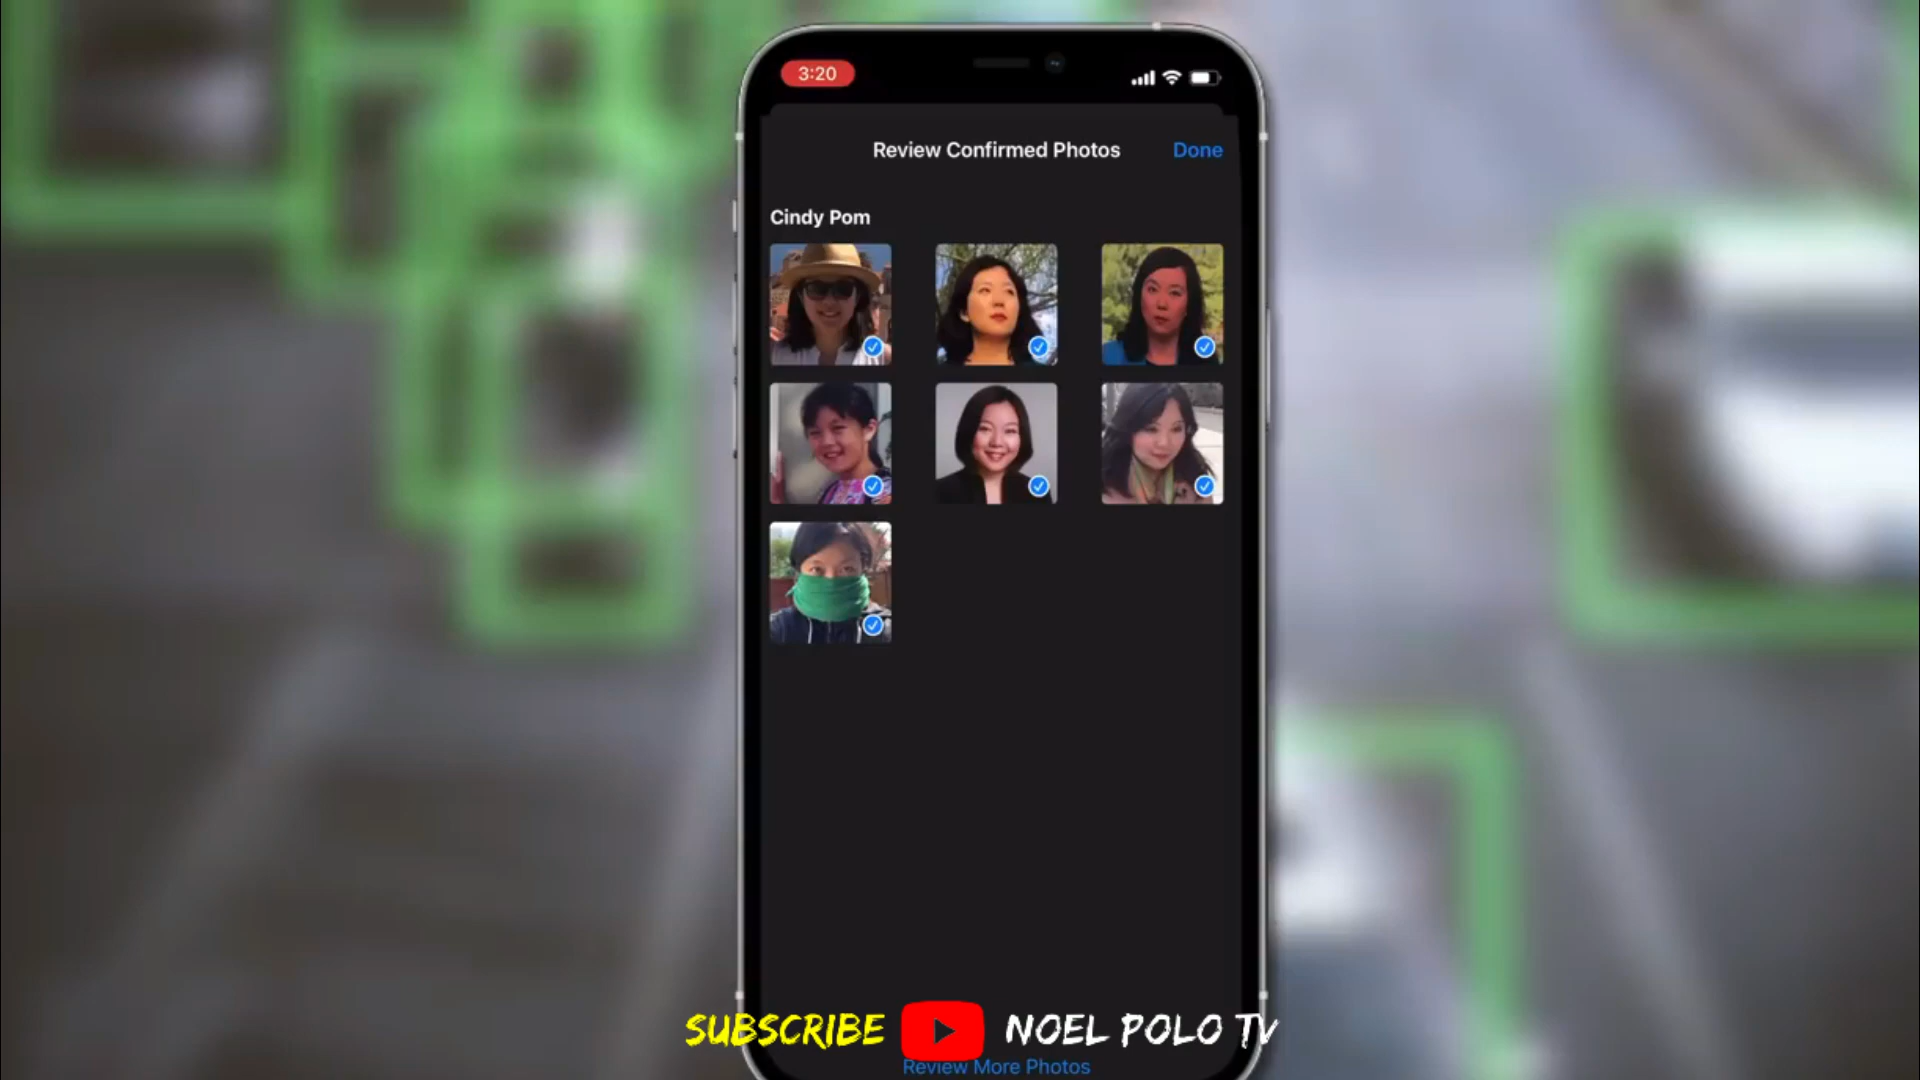 3:20
Review Confirmed Photos Done
Cindy Pom
SUBSCRIBE NOEL POLO TV
Review More Photos